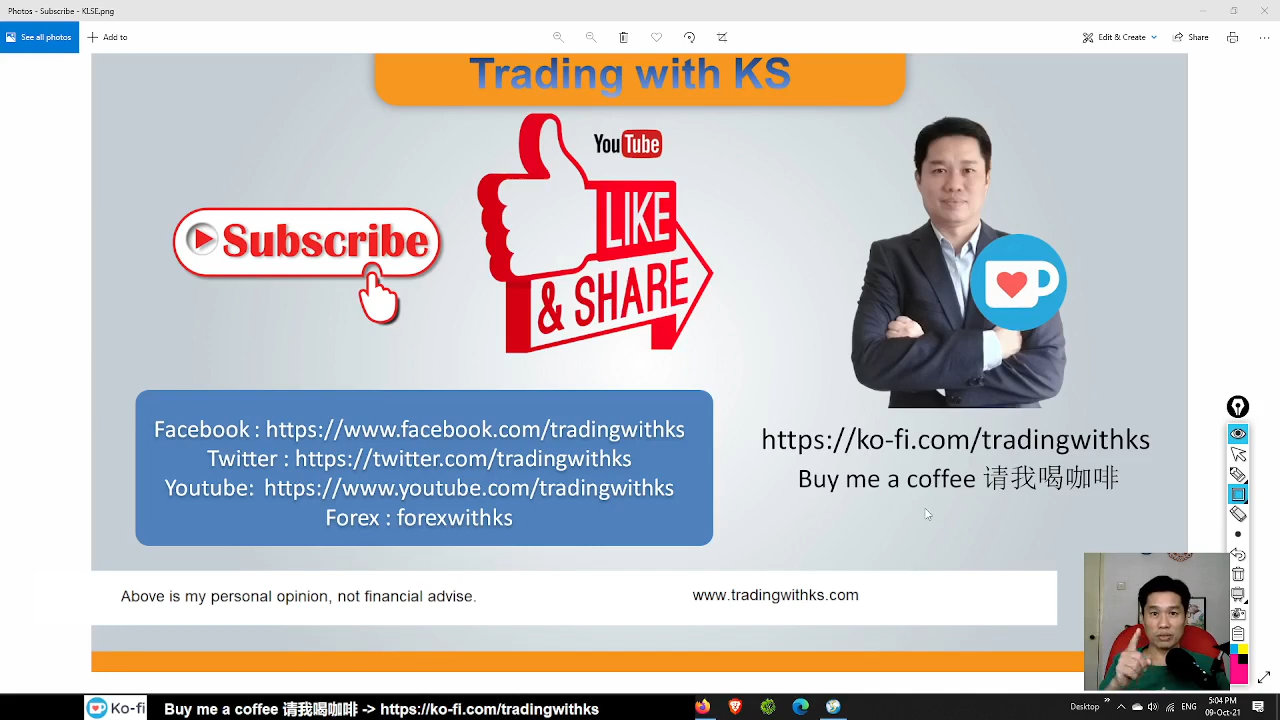 Photos - Subscribe - KLSE.png
See all photos
Add to
Edit & Create
Share
Trading with KS
YouTube
Subscribe
LIKE
& SHARE
Facebook : https://www.facebook.com/tradingwithks
Twitter : https://twitter.com/tradingwithks
Youtube: https://www.youtube.com/tradingwithks
Forex : forexwithks
https://ko-fi.com/tradingwithks
Buy me a coffee 请我喝咖啡
Above is my personal opinion, not financial advise.
www.tradingwithks.com
Ko-fi
Buy me a coffee 请我喝咖啡 -> https://ko-fi.com/tradingwithks
Desktop
ENG
5:04 PM
09-Oct-21